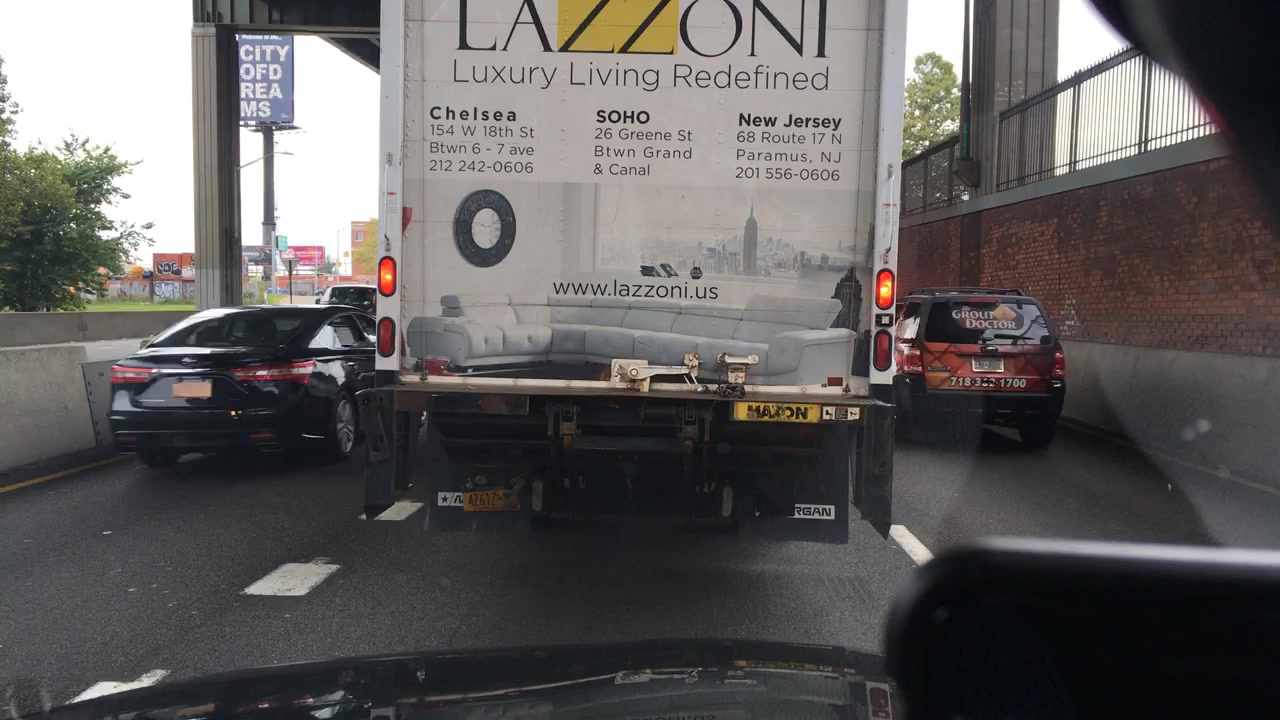 LAZZONI
Luxury Living Redefined
Chelsea
154 W 18th St
Btwn 6 - 7 ave
212 242-0606
SOHO
26 Greene St
Btwn Grand
& Canal
New Jersey
68 Route 17 N
Paramus, NJ
201 556-0606
www.lazzoni.us
MAXON
RGAN
CITY
OFD
REA
MS
GROUT
DOCTOR